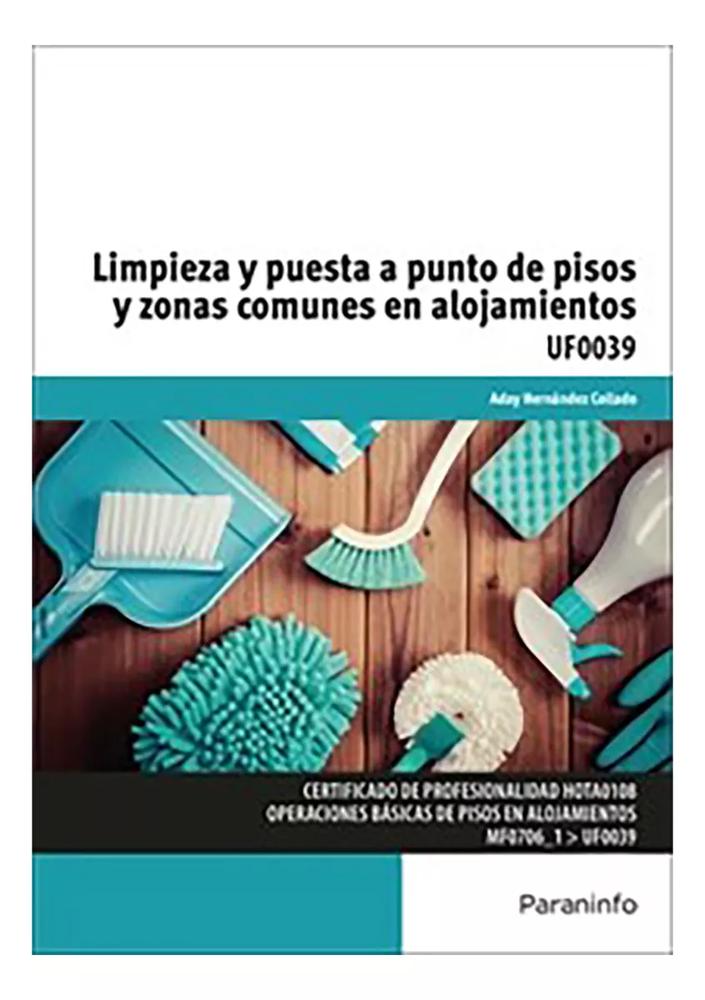 Limpieza y puesta a punto de pisos
y zonas comunes en alojamientos
UF0039
Aday Hernández Collado
CERTIFICADO DE PROFESIONALIDAD HOTA0108
OPERACIONES BÁSICAS DE PISOS EN ALOJAMIENTOS
MF0706_1 > UF0039
Paraninfo